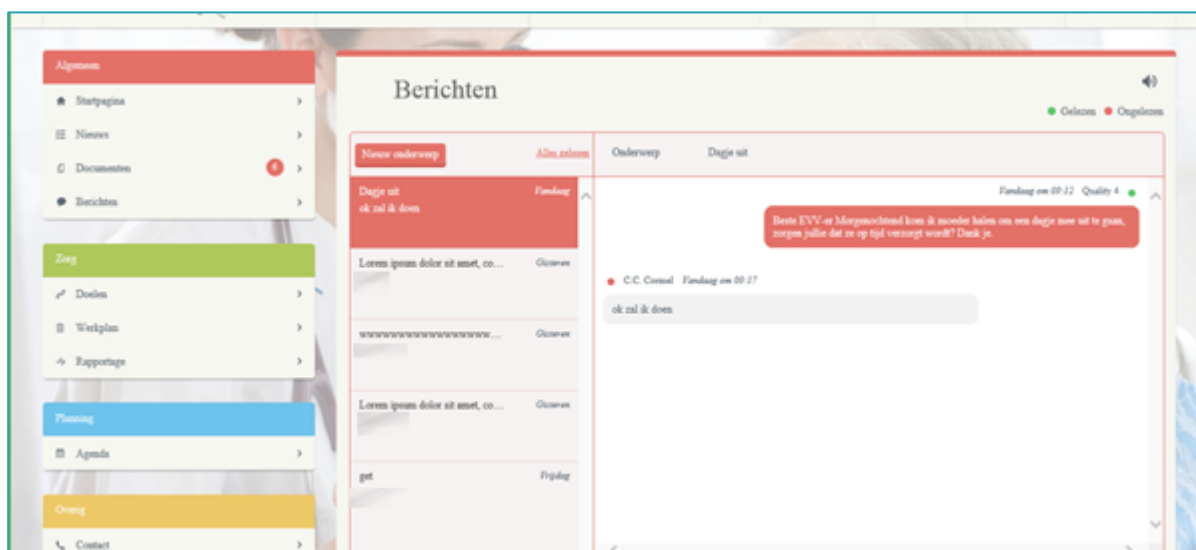 Algemeen
Startpagina
Nieuws
Documenten 6
Berichten
Zorg
Doelen
Werkplan
Rapportage
Planning
Agenda
Overig
Contact
Berichten
Gelezen Ongelezen
Nieuw onderwerp Alles gelezen
Dagje uit Vandaag
ok zal ik doen
Lorem ipsum dolor sit amet, co... Gisteren
wwwwwwwwwwwwwwwwww... Gisteren
Lorem ipsum dolor sit amet, co... Gisteren
get Vrijdag
Onderwerp Dagje uit
Vandaag om 09:12 Quality 4
Beste EVV-er Morgenochtend kom ik moeder halen om een dagje mee uit te gaan,
zorgen jullie dat ze op tijd verzorgt wordt? Dank je.
C.C. Correl Vandaag om 09:17
ok zal ik doen